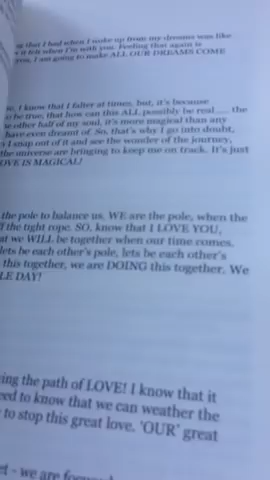 that I had when I woke up from my dreams was like
felt when I'm with you. Feeling that again is
you, I am going to make ALL OUR DREAMS COME
I know that I falter at times, but, it's because
be true, that how can this ALL possibly be real..... the
other half of my soul, it's more magical than any
have even dreamt of. So, that's why I go into doubt,
I snap out of it and see the wonder of the journey,
the universe are bringing to keep me on track. It's just
LOVE IS MAGICAL!
the pole to balance us, WE are the pole, when the
the tight rope. SO, know that I LOVE YOU,
at we WILL be together when our time comes.
lets be each other's pole, lets be each other's
this together, we are DOING this together. We
LE DAY!
ing the path of LOVE! I know that it
eed to know that we can weather the
to stop this great love. 'OUR' great
et - we are